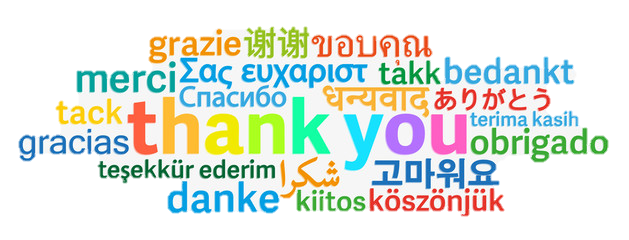 grazie 谢谢 ขอบคุณ
merci Σας ευχαριστ takk bedankt
Спасибо धन्यवाद ありがとう
tack thank you terima kasih
gracias obrigado
teşekkür ederim شكرا 고마워요
danke kiitos köszönjük